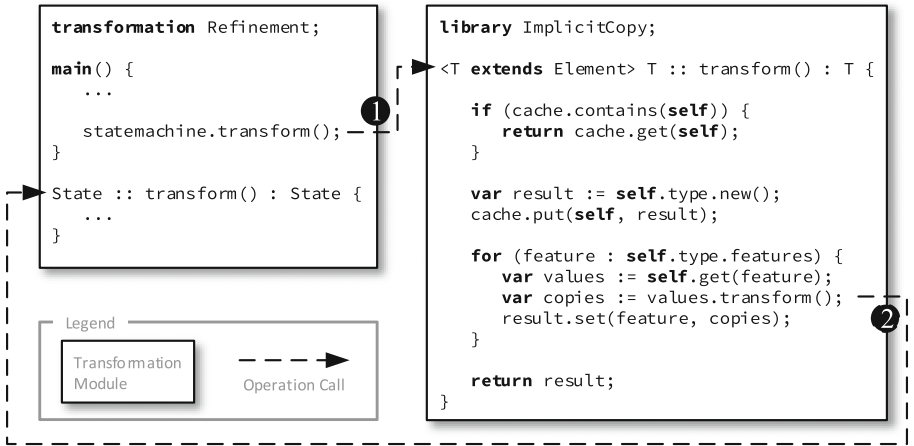 transformation Refinement;
main() {
...
statemachine.transform();
}
State :: transform() : State {
...
}
1
library ImplicitCopy;
<T extends Element> T :: transform() : T {
if (cache.contains(self)) {
return cache.get(self);
}
var result := self.type.new();
cache.put(self, result);
for (feature : self.type.features) {
var values := self.get(feature);
var copies := values.transform();
result.set(feature, copies);
}
return result;
}
2
Legend
Transformation
Module
Operation Call